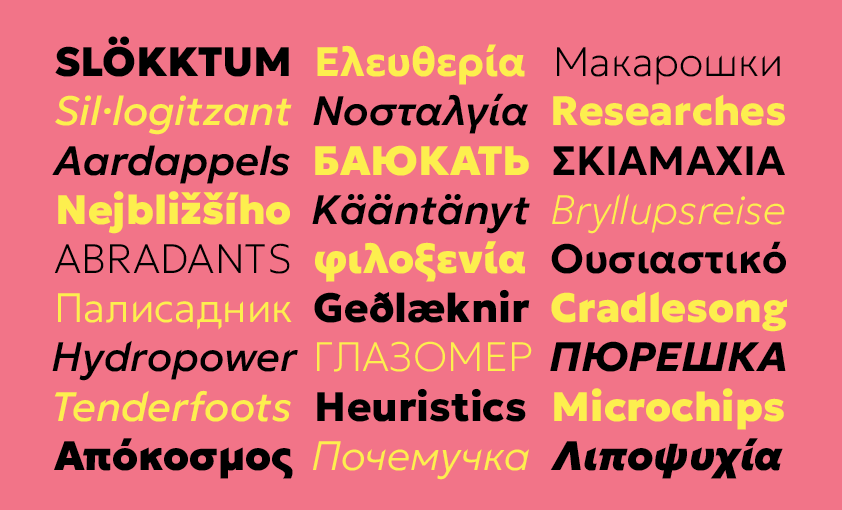 SLÖKKTUM Ελευθερία Макарошки
Sil·logitzant Νοσταλγία Researches
Aardappels БАЮКАТЬ ΣΚΙΑΜΑΧΙΑ
Nejbližšího Kääntänyt Bryllupsreise
ABRADANTS φιλοξενία Ουσιαστικό
Палисадник Geðlæknir Cradlesong
Hydropower ГЛАЗОМЕР ПЮРЕШКА
Tenderfoots Heuristics Microchips
Απόκοσμος Почемучка Λιποψυχία